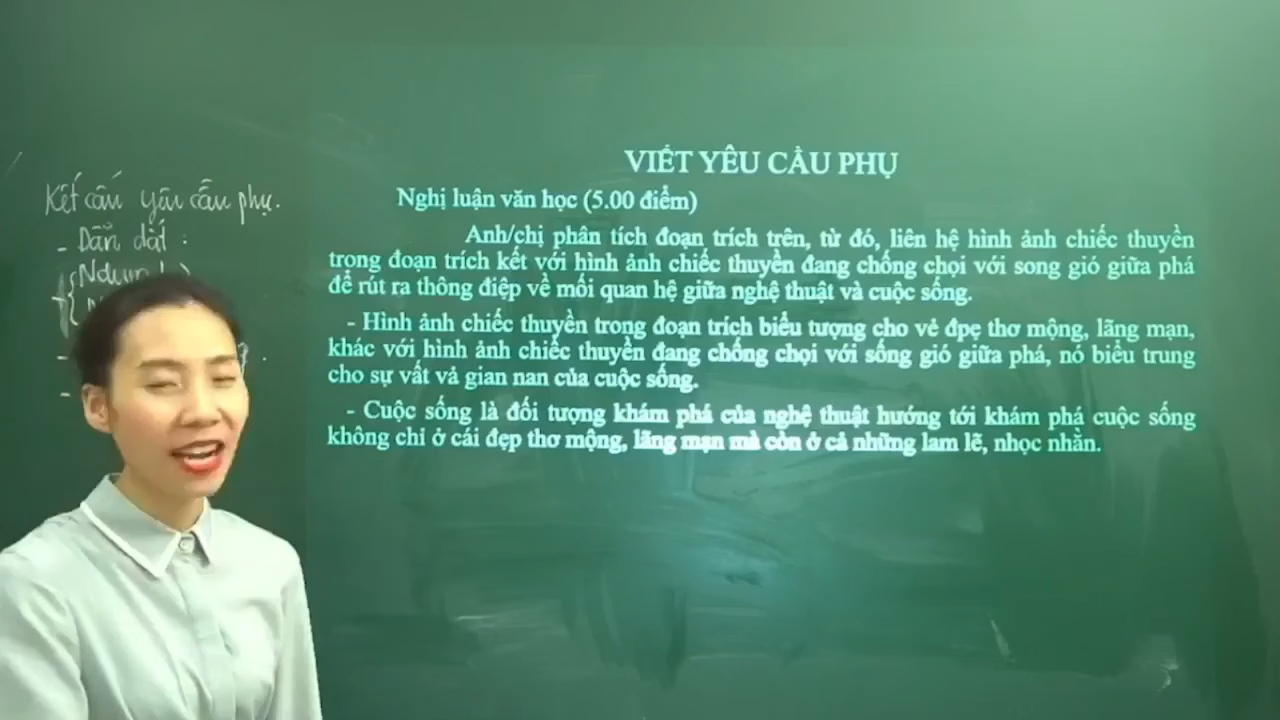 VIẾT YÊU CẦU PHỤ
Nghị luận văn học (5.00 điểm)
Anh/chị phân tích đoạn trích trên, từ đó, liên hệ hình ảnh chiếc thuyền
trong đoạn trích kết với hình ảnh chiếc thuyền đang chống chọi với song gió giữa phá
để rút ra thông điệp về mối quan hệ giữa nghệ thuật và cuộc sống.
- Hình ảnh chiếc thuyền trong đoạn trích biểu tượng cho vẻ đpẹ thơ mộng, lãng mạn,
khác với hình ảnh chiếc thuyền đang chống chọi với sống gió giữa phá, nó biểu trung
cho sự vất vả gian nan của cuộc sống.
- Cuộc sống là đối tượng khám phá của nghệ thuật hướng tới khám phá cuộc sống
không chỉ ở cái đẹp thơ mộng, lãng mạn mà còn ở cả những lam lẽ, nhọc nhằn.
Kết cấu yêu cầu phụ.
- Dẫn dắt :